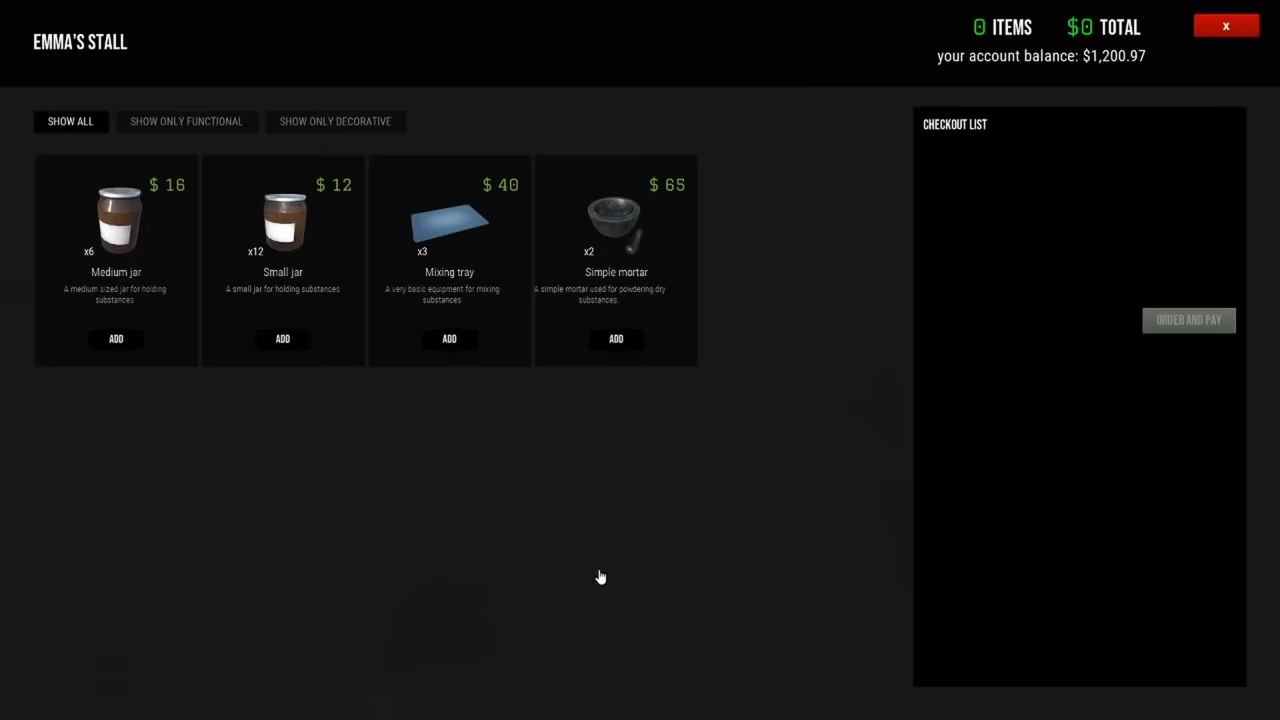 EMMA'S STALL
0 ITEMS $0 TOTAL
x
your account balance: $1,200.97
SHOW ALL
SHOW ONLY FUNCTIONAL
SHOW ONLY DECORATIVE
CHECKOUT LIST
$ 16
x6
Medium jar
A medium sized jar for holding
substances
ADD
$ 12
x12
Small jar
A small jar for holding substances
ADD
$ 40
x3
Mixing tray
A very basic equipment for mixing
substances
ADD
$ 65
x2
Simple mortar
A simple mortar used for powdering dry
substances.
ADD
ORDER AND PAY